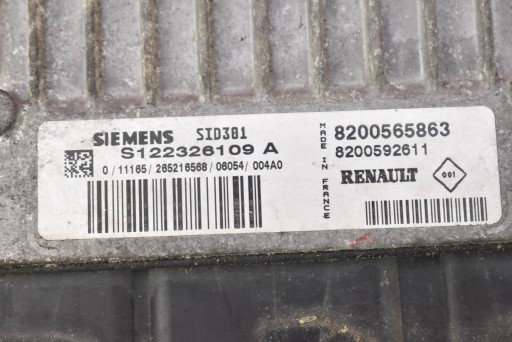 SIEMENS SID301
S122326109 A
0 / 11165 / 265216568 / 06054 / 004A0
MADE IN FRANCE
8200565863
8200592611
RENAULT
001